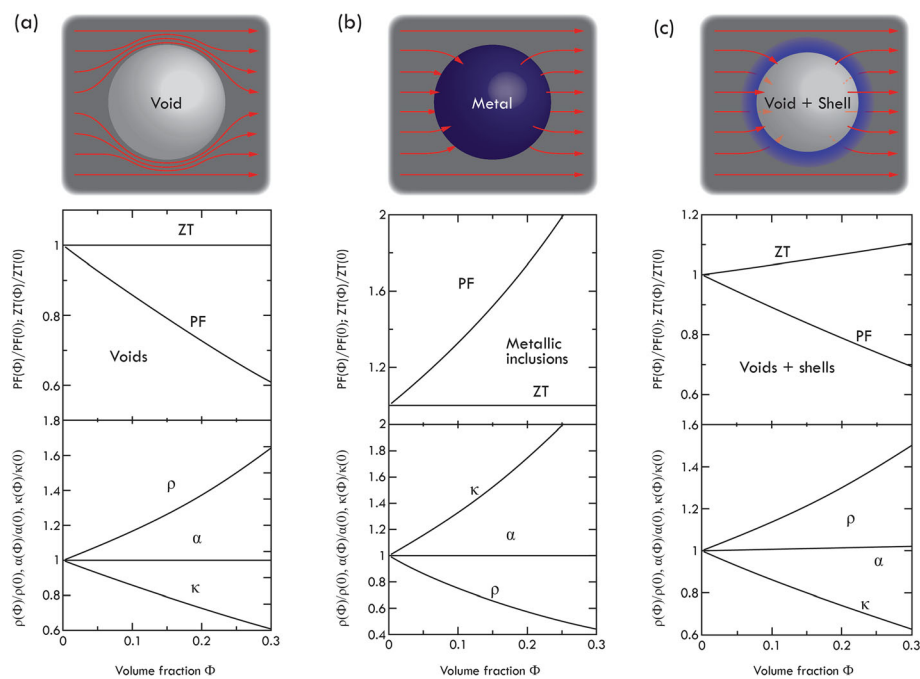 (a)
Void
(b)
Metal
(c)
Void + Shell
PF(Φ)/PF(0); ZT(Φ)/ZT(0)
1
0.8
0.6
ZT
PF
Voids
ρ(Φ)/ρ(0), α(Φ)/α(0), κ(Φ)/κ(0)
1.8
1.6
1.4
1.2
1
0.8
0.6
ρ
α
κ
0
0.1
0.2
0.3
Volume fraction Φ
PF(Φ)/PF(0); ZT(Φ)/ZT(0)
2
1.6
1.2
PF
Metallic
inclusions
ZT
ρ(Φ)/ρ(0), α(Φ)/α(0), κ(Φ)/κ(0)
2
1.8
1.6
1.4
1.2
1
0.8
0.6
0.4
κ
α
ρ
0
0.1
0.2
0.3
Volume fraction Φ
PF(Φ)/PF(0); ZT(Φ)/ZT(0)
1.2
1
0.8
0.6
ZT
PF
Voids + shells
ρ(Φ)/ρ(0), α(Φ)/α(0), κ(Φ)/κ(0)
1.6
1.4
1.2
1
0.8
0.6
ρ
α
κ
0
0.1
0.2
0.3
Volume fraction Φ